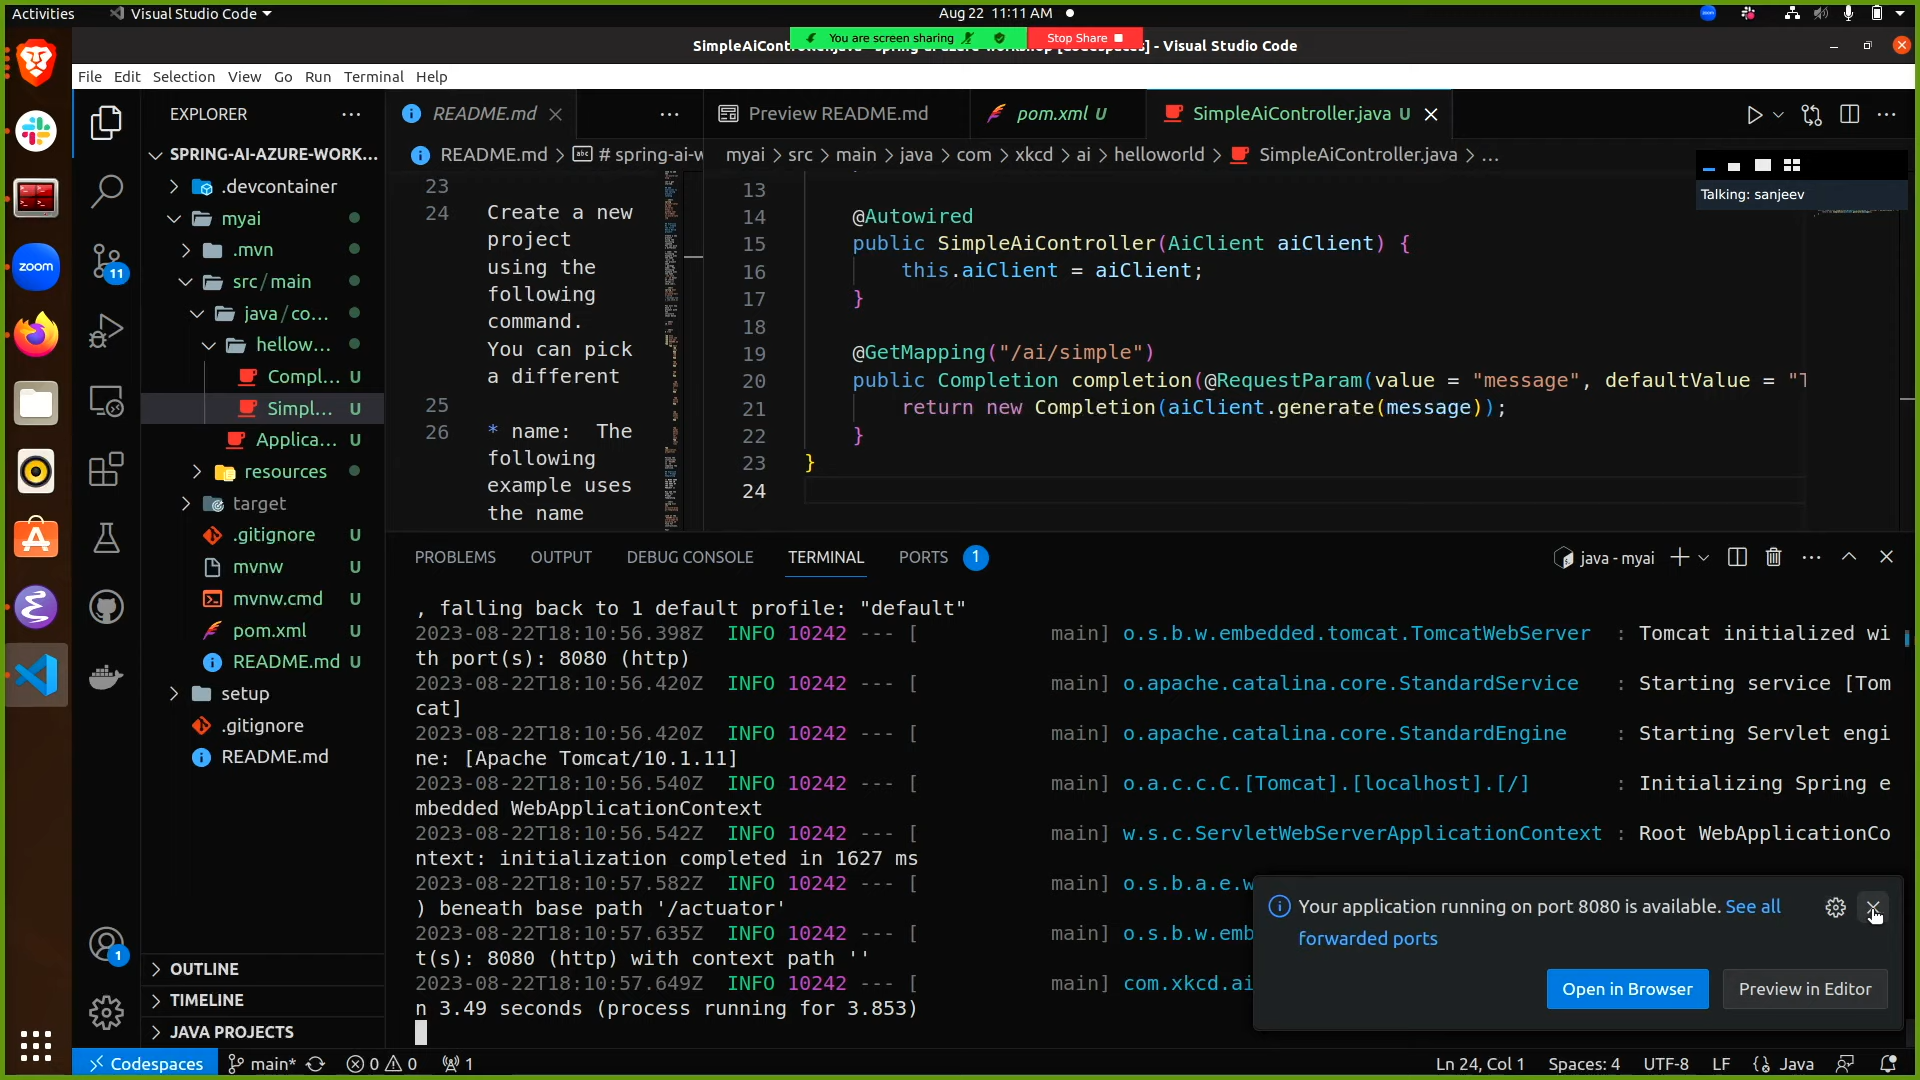 Activities
Visual Studio Code
Aug 22 11:11 AM
You are screen sharing
Stop Share
- Visual Studio Code
File Edit Selection View Go Run Terminal Help
EXPLORER
README.md
Preview README.md
pom.xml U
SimpleAiController.java U
SPRING-AI-AZURE-WORK...
README.md > # spring-ai-w
myai > src > main > java > com > xkcd > ai > helloworld > SimpleAiController.java > ...
Talking: sanjeev
.devcontainer
myai
.mvn
src/main
java/co...
hellow...
Compl... U
Simpl... U
Applica... U
resources
target
.gitignore U
mvnw U
mvnw.cmd U
pom.xml U
README.md U
setup
.gitignore
README.md
OUTLINE
TIMELINE
JAVA PROJECTS
zoom
11
1
23
24 Create a new
project
using the
following
command.
You can pick
a different
25
26 * name: The
following
example uses
the name
13
14 @Autowired
15 public SimpleAiController(AiClient aiClient) {
16 this.aiClient = aiClient;
17 }
18
19 @GetMapping("/ai/simple")
20 public Completion completion(@RequestParam(value = "message", defaultValue = "T
21 return new Completion(aiClient.generate(message));
22 }
23 }
24
PROBLEMS OUTPUT DEBUG CONSOLE TERMINAL PORTS 1
java - myai
, falling back to 1 default profile: "default"
2023-08-22T18:10:56.398Z INFO 10242 --- [ main] o.s.b.w.embedded.tomcat.TomcatWebServer : Tomcat initialized wi
th port(s): 8080 (http)
2023-08-22T18:10:56.420Z INFO 10242 --- [ main] o.apache.catalina.core.StandardService : Starting service [Tom
cat]
2023-08-22T18:10:56.420Z INFO 10242 --- [ main] o.apache.catalina.core.StandardEngine : Starting Servlet engi
ne: [Apache Tomcat/10.1.11]
2023-08-22T18:10:56.540Z INFO 10242 --- [ main] o.a.c.c.C.[Tomcat].[localhost].[/] : Initializing Spring e
mbedded WebApplicationContext
2023-08-22T18:10:56.542Z INFO 10242 --- [ main] w.s.c.ServletWebServerApplicationContext : Root WebApplicationCo
ntext: initialization completed in 1627 ms
2023-08-22T18:10:57.582Z INFO 10242 --- [ main] o.s.b.a.e.w
) beneath base path '/actuator'
2023-08-22T18:10:57.635Z INFO 10242 --- [ main] o.s.b.w.emb
t(s): 8080 (http) with context path ''
2023-08-22T18:10:57.649Z INFO 10242 --- [ main] com.xkcd.ai
n 3.49 seconds (process running for 3.853)
Your application running on port 8080 is available. See all
forwarded ports
Open in Browser
Preview in Editor
Codespaces main* 0 0 1
Ln 24, Col 1 Spaces: 4 UTF-8 LF {} Java